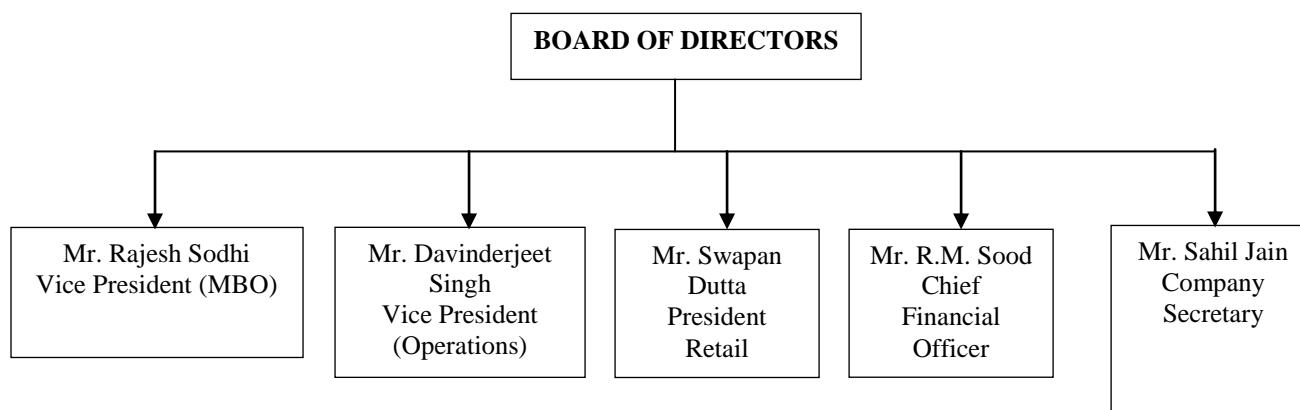 BOARD OF DIRECTORS
Mr. Rajesh Sodhi
Vice President (MBO)
Mr. Davinderjeet
Singh
Vice President
(Operations)
Mr. Swapan
Dutta
President
Retail
Mr. R.M. Sood
Chief
Financial
Officer
Mr. Sahil Jain
Company
Secretary